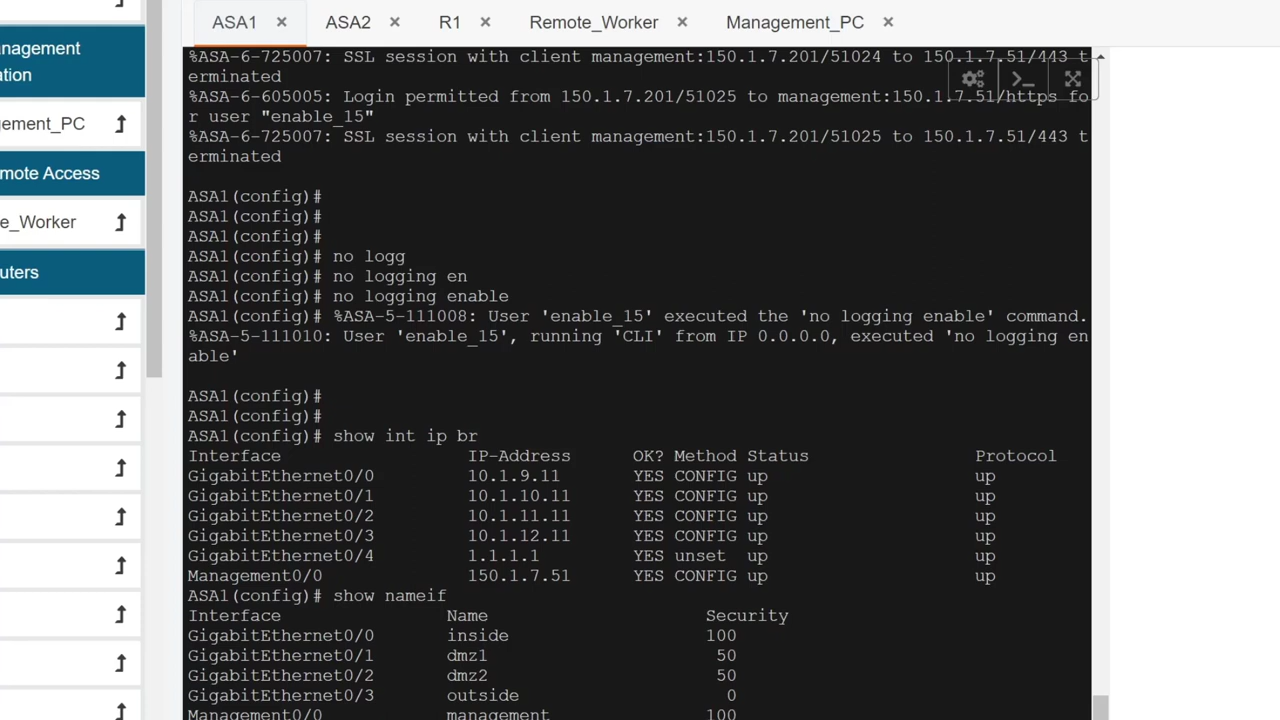 ASA1 ×
ASA2 ×
R1 ×
Remote_Worker ×
Management_PC ×
nagement
ation
gement_PC
mote Access
e_Worker
uters
%ASA-6-725007: SSL session with client management:150.1.7.201/51024 to 150.1.7.51/443 t
erminated
%ASA-6-605005: Login permitted from 150.1.7.201/51025 to management:150.1.7.51/https fo
r user "enable_15"
%ASA-6-725007: SSL session with client management:150.1.7.201/51025 to 150.1.7.51/443 t
erminated
ASA1(config)#
ASA1(config)#
ASA1(config)#
ASA1(config)# no logg
ASA1(config)# no logging en
ASA1(config)# no logging enable
ASA1(config)# %ASA-5-111008: User 'enable_15' executed the 'no logging enable' command.
%ASA-5-111010: User 'enable_15', running 'CLI' from IP 0.0.0.0, executed 'no logging en
able'
ASA1(config)#
ASA1(config)#
ASA1(config)# show int ip br
Interface IP-Address OK? Method Status Protocol
GigabitEthernet0/0 10.1.9.11 YES CONFIG up up
GigabitEthernet0/1 10.1.10.11 YES CONFIG up up
GigabitEthernet0/2 10.1.11.11 YES CONFIG up up
GigabitEthernet0/3 10.1.12.11 YES CONFIG up up
GigabitEthernet0/4 1.1.1.1 YES unset up up
Management0/0 150.1.7.51 YES CONFIG up up
ASA1(config)# show nameif
Interface Name Security
GigabitEthernet0/0 inside 100
GigabitEthernet0/1 dmz1 50
GigabitEthernet0/2 dmz2 50
GigabitEthernet0/3 outside 0
Management0/0 management 100